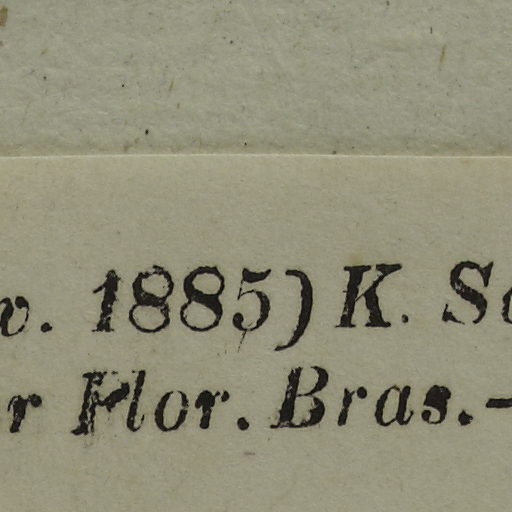 v. 1885) K. Sc
r Flor. Bras.-